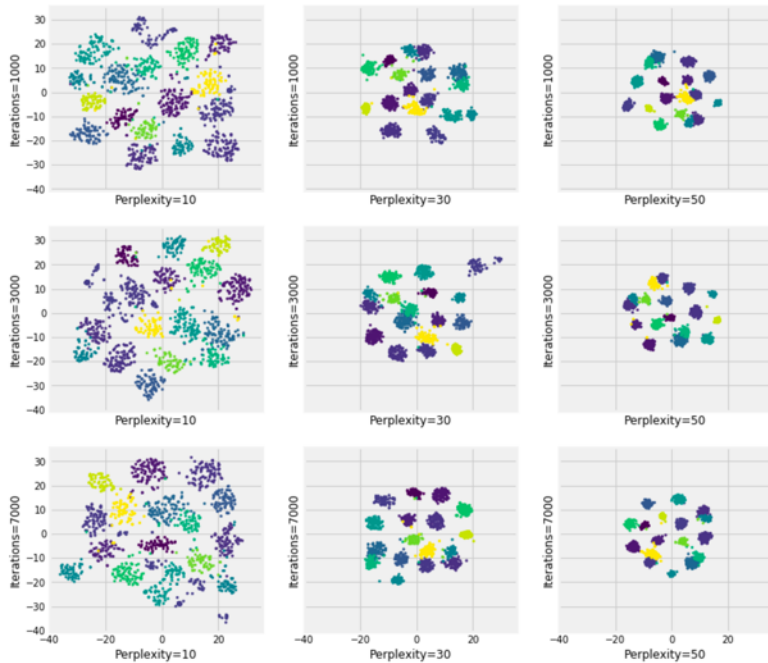 30
20
10
0
−10
−20
−30
−40
Iterations=1000
Perplexity=10
Iterations=1000
Perplexity=30
Iterations=1000
Perplexity=50
30
20
10
0
−10
−20
−30
−40
Iterations=3000
Perplexity=10
Iterations=3000
Perplexity=30
Iterations=3000
Perplexity=50
30
20
10
0
−10
−20
−30
−40
Iterations=7000
−40 −20 0 20
Perplexity=10
Iterations=7000
−40 −20 0 20
Perplexity=30
Iterations=7000
−40 −20 0 20
Perplexity=50